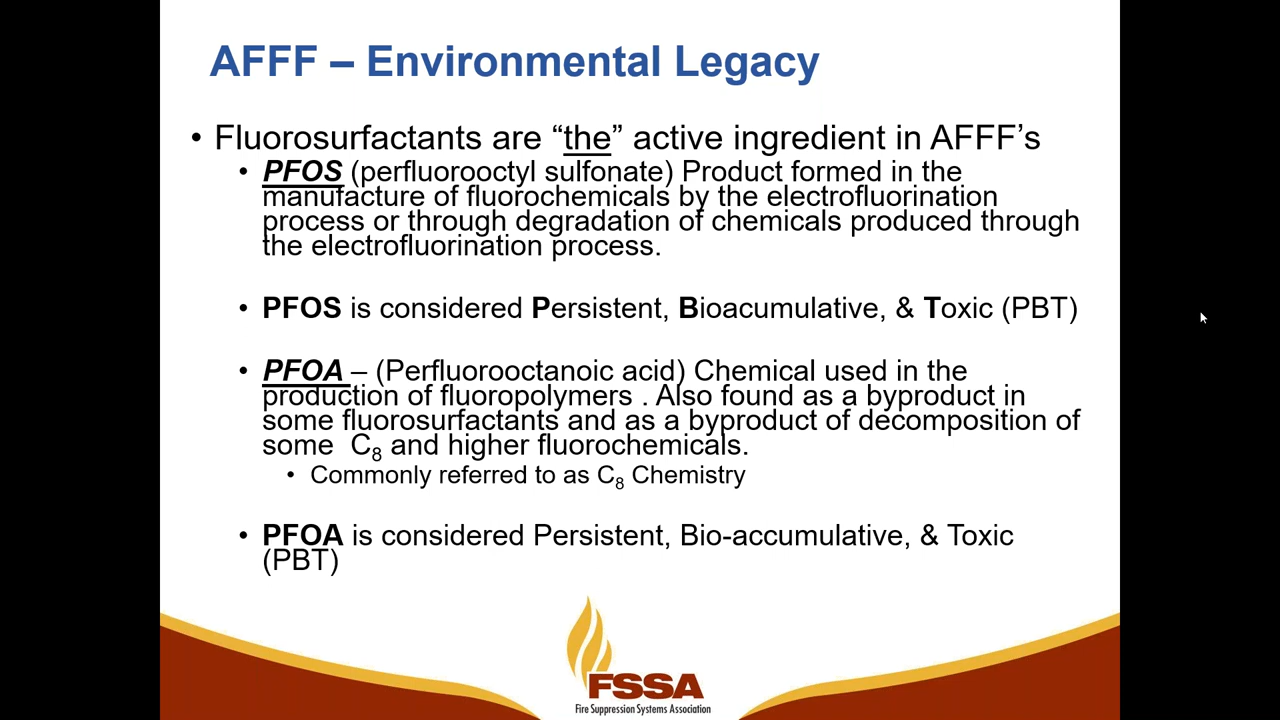 AFFF – Environmental Legacy
• Fluorosurfactants are “the” active ingredient in AFFF’s
• PFOS (perfluorooctyl sulfonate) Product formed in the
manufacture of fluorochemicals by the electrofluorination
process or through degradation of chemicals produced through
the electrofluorination process.
• PFOS is considered Persistent, Bioacumulative, & Toxic (PBT)
• PFOA – (Perfluorooctanoic acid) Chemical used in the
production of fluoropolymers . Also found as a byproduct in
some fluorosurfactants and as a byproduct of decomposition of
some C₈ and higher fluorochemicals.
• Commonly referred to as C₈ Chemistry
• PFOA is considered Persistent, Bio-accumulative, & Toxic
(PBT)
FSSA
Fire Suppression Systems Association